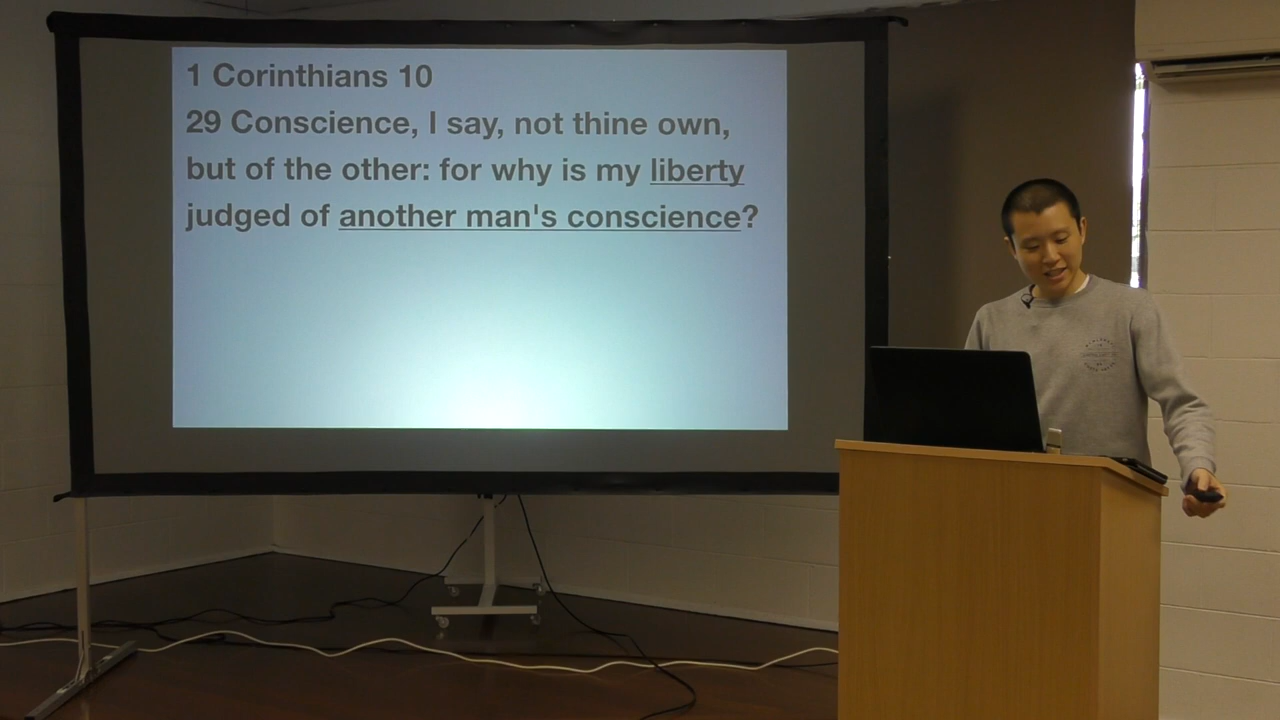 1 Corinthians 10
29 Conscience, I say, not thine own,
but of the other: for why is my liberty
judged of another man's conscience?